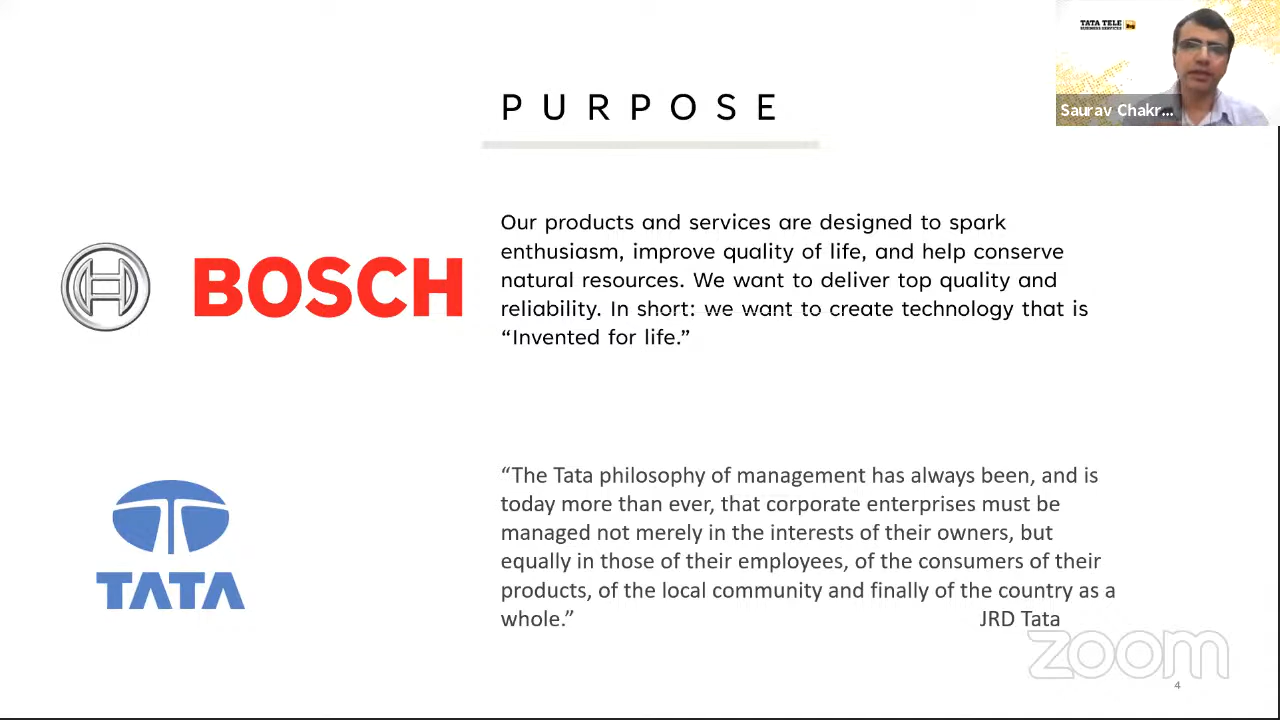 TATA TELE
BUSINESS SERVICES
Saurav Chakr...
PURPOSE
BOSCH
Our products and services are designed to spark
enthusiasm, improve quality of life, and help conserve
natural resources. We want to deliver top quality and
reliability. In short: we want to create technology that is
“Invented for life.”
TATA
“The Tata philosophy of management has always been, and is
today more than ever, that corporate enterprises must be
managed not merely in the interests of their owners, but
equally in those of their employees, of the consumers of their
products, of the local community and finally of the country as a
whole.” JRD Tata
zoom
4